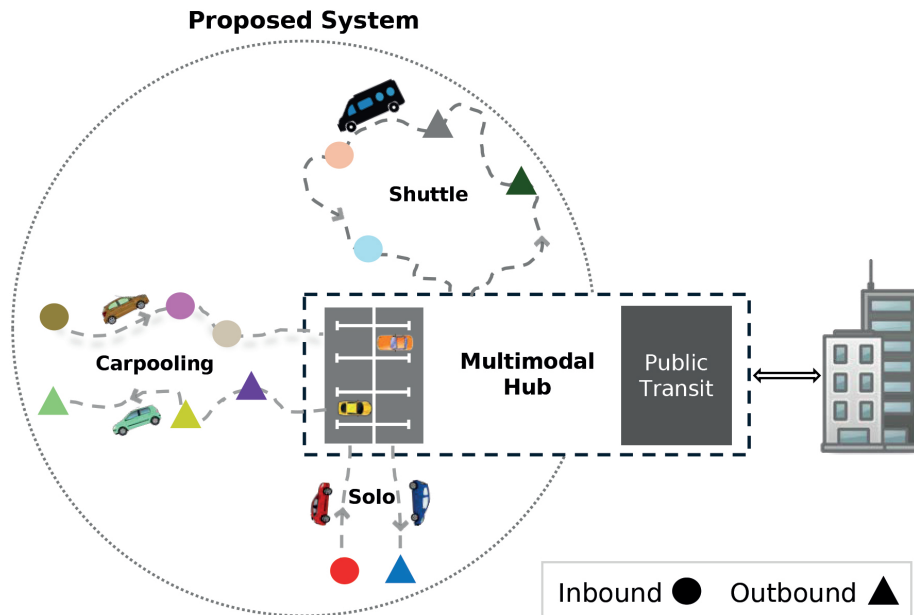 Proposed System
Shuttle
Carpooling
Multimodal
Hub
Public
Transit
Solo
Inbound
Outbound